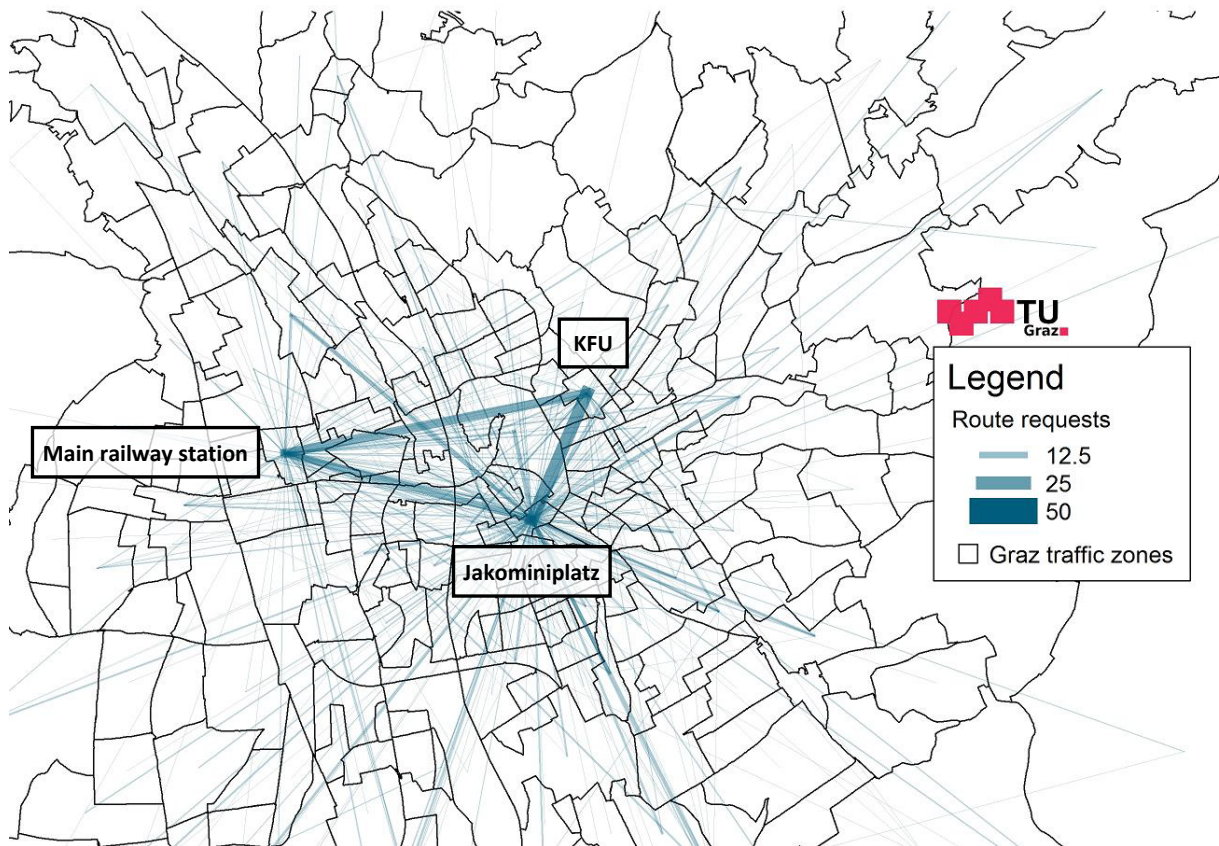 KFU
Main railway station
Jakominiplatz
TU
Graz
Legend
Route requests
12.5
25
50
Graz traffic zones